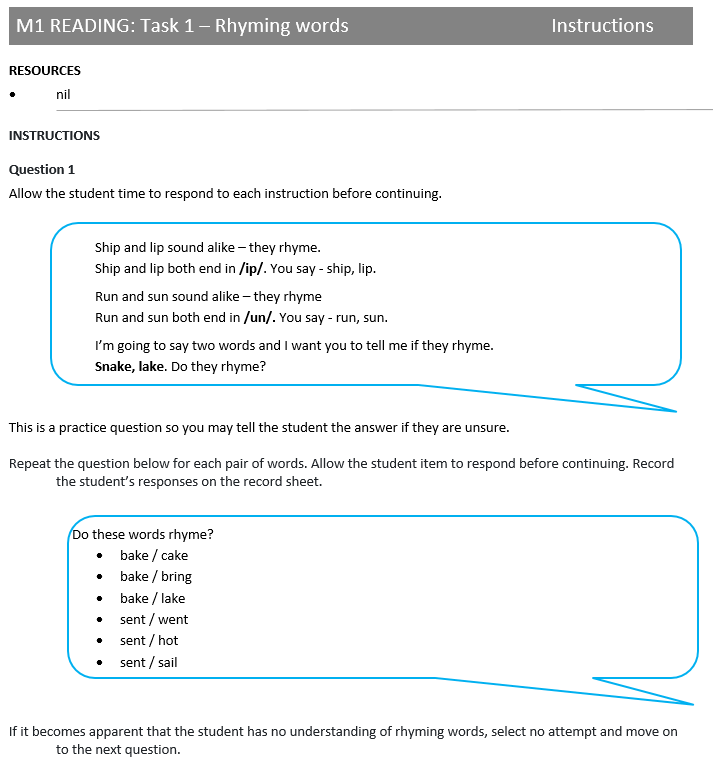 M1 READING: Task 1 – Rhyming words Instructions
RESOURCES
• nil
INSTRUCTIONS
Question 1
Allow the student time to respond to each instruction before continuing.
Ship and lip sound alike – they rhyme.
Ship and lip both end in /ip/. You say - ship, lip.
Run and sun sound alike – they rhyme
Run and sun both end in /un/. You say - run, sun.
I'm going to say two words and I want you to tell me if they rhyme.
Snake, lake. Do they rhyme?
This is a practice question so you may tell the student the answer if they are unsure.
Repeat the question below for each pair of words. Allow the student item to respond before continuing. Record
the student's responses on the record sheet.
Do these words rhyme?
• bake / cake
• bake / bring
• bake / lake
• sent / went
• sent / hot
• sent / sail
If it becomes apparent that the student has no understanding of rhyming words, select no attempt and move on
to the next question.